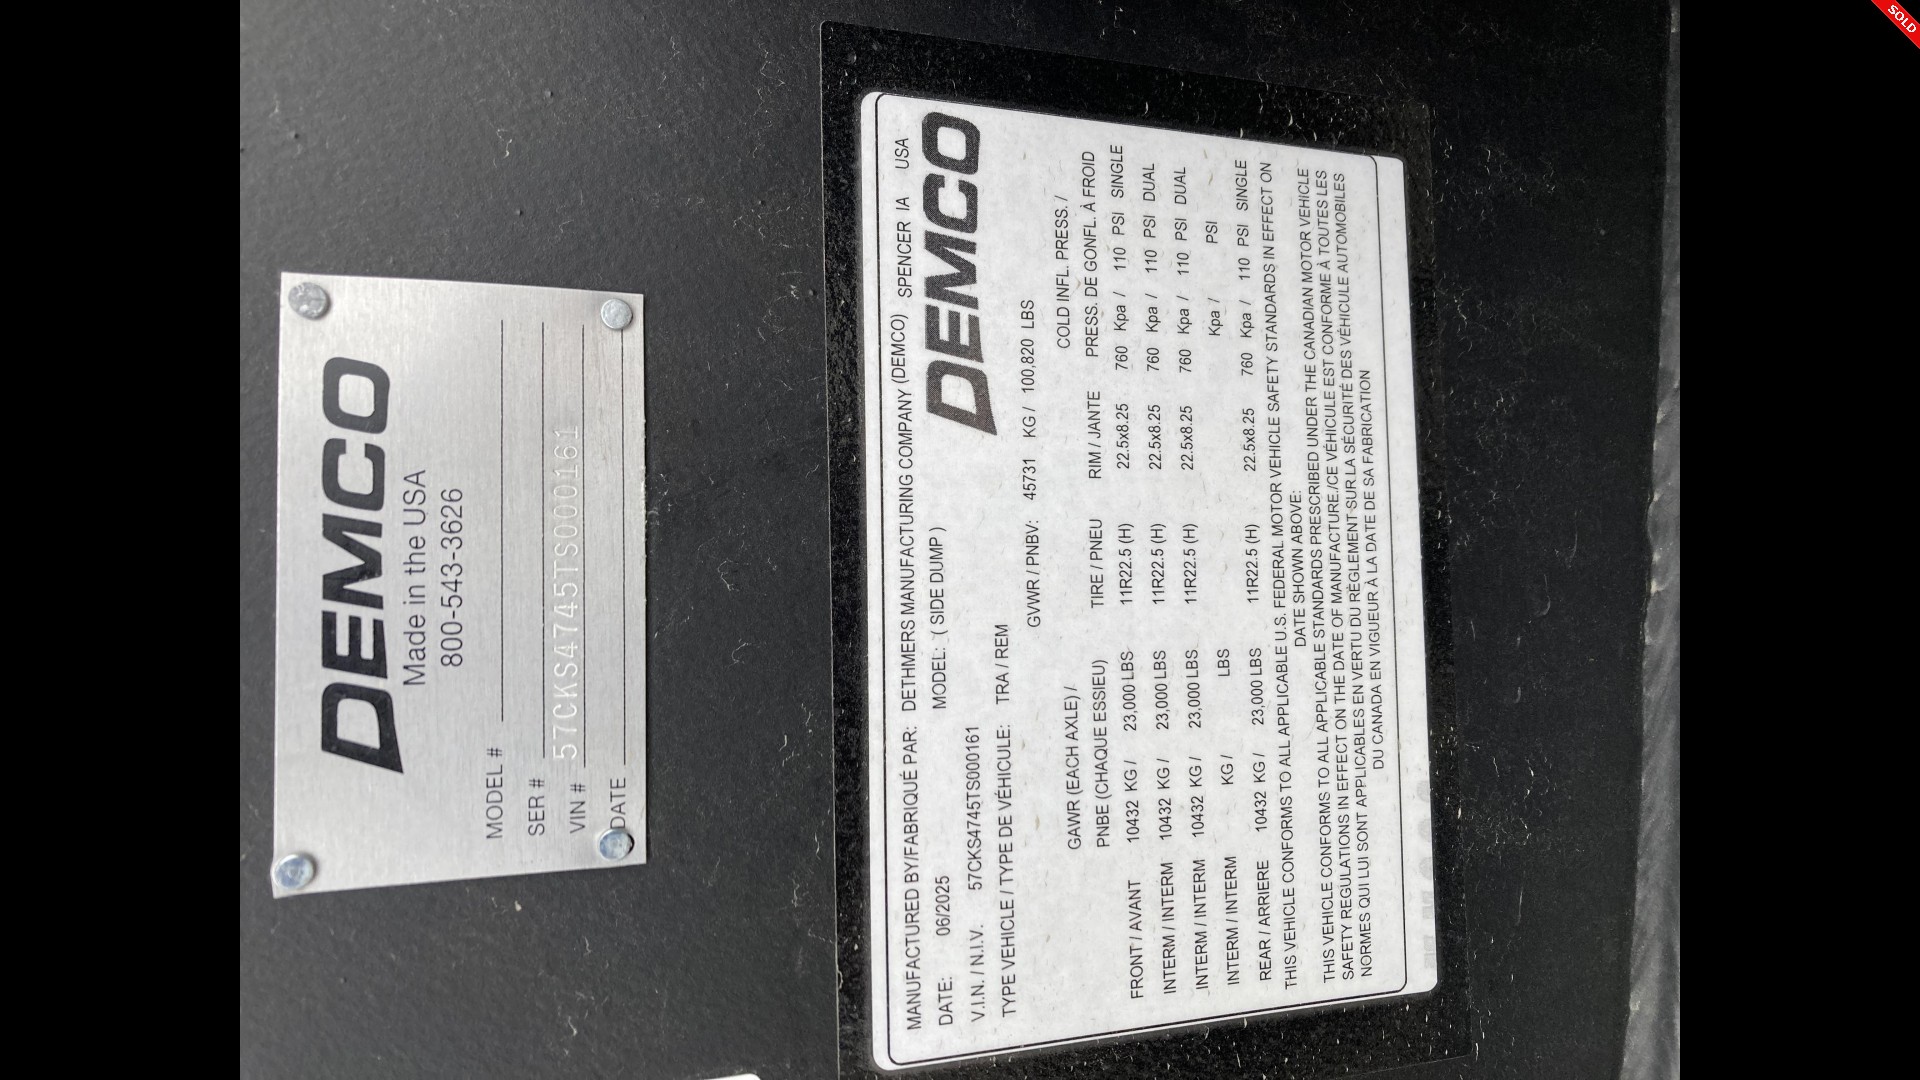 SOLD
DEMCO
Made in the USA
800-543-3626
MODEL #
SER #
VIN # 57CKS4745TS000161
DATE
MANUFACTURED BY/FABRIQUÉ PAR: DETHMERS MANUFACTURING COMPANY (DEMCO) SPENCER IA USA
DATE: 06/2025 MODEL: ( SIDE DUMP )
DEMCO
V.I.N. / N.I.V. 57CKS4745TS000161
TYPE VEHICLE / TYPE DE VÉHICULE: TRA / REM
GVWR / PNBV: 45731 KG / 100,820 LBS
GAWR (EACH AXLE) / COLD INFL. PRESS. /
PNBE (CHAQUE ESSIEU) TIRE / PNEU RIM / JANTE PRESS. DE GONFL. À FROID
FRONT / AVANT 10432 KG / 23,000 LBS 11R22.5 (H) 22.5x8.25 760 Kpa / 110 PSI SINGLE
INTERM / INTERM 10432 KG / 23,000 LBS 11R22.5 (H) 22.5x8.25 760 Kpa / 110 PSI DUAL
INTERM / INTERM 10432 KG / 23,000 LBS 11R22.5 (H) 22.5x8.25 760 Kpa / 110 PSI DUAL
INTERM / INTERM KG / LBS Kpa / PSI
REAR / ARRIERE 10432 KG / 23,000 LBS 11R22.5 (H) 22.5x8.25 760 Kpa / 110 PSI SINGLE
THIS VEHICLE CONFORMS TO ALL APPLICABLE U.S. FEDERAL MOTOR VEHICLE SAFETY STANDARDS IN EFFECT ON
DATE SHOWN ABOVE:
THIS VEHICLE CONFORMS TO ALL APPLICABLE STANDARDS PRESCRIBED UNDER THE CANADIAN MOTOR VEHICLE
SAFETY REGULATIONS IN EFFECT ON THE DATE OF MANUFACTURE./CE VÉHICULE EST CONFORME À TOUTES LES
NORMES QUI LUI SONT APPLICABLES EN VERTU DU RÈGLEMENT SUR LA SÉCURITÉ DES VÉHICULE AUTOMOBILES
DU CANADA EN VIGUEUR À LA DATE DE SA FABRICATION